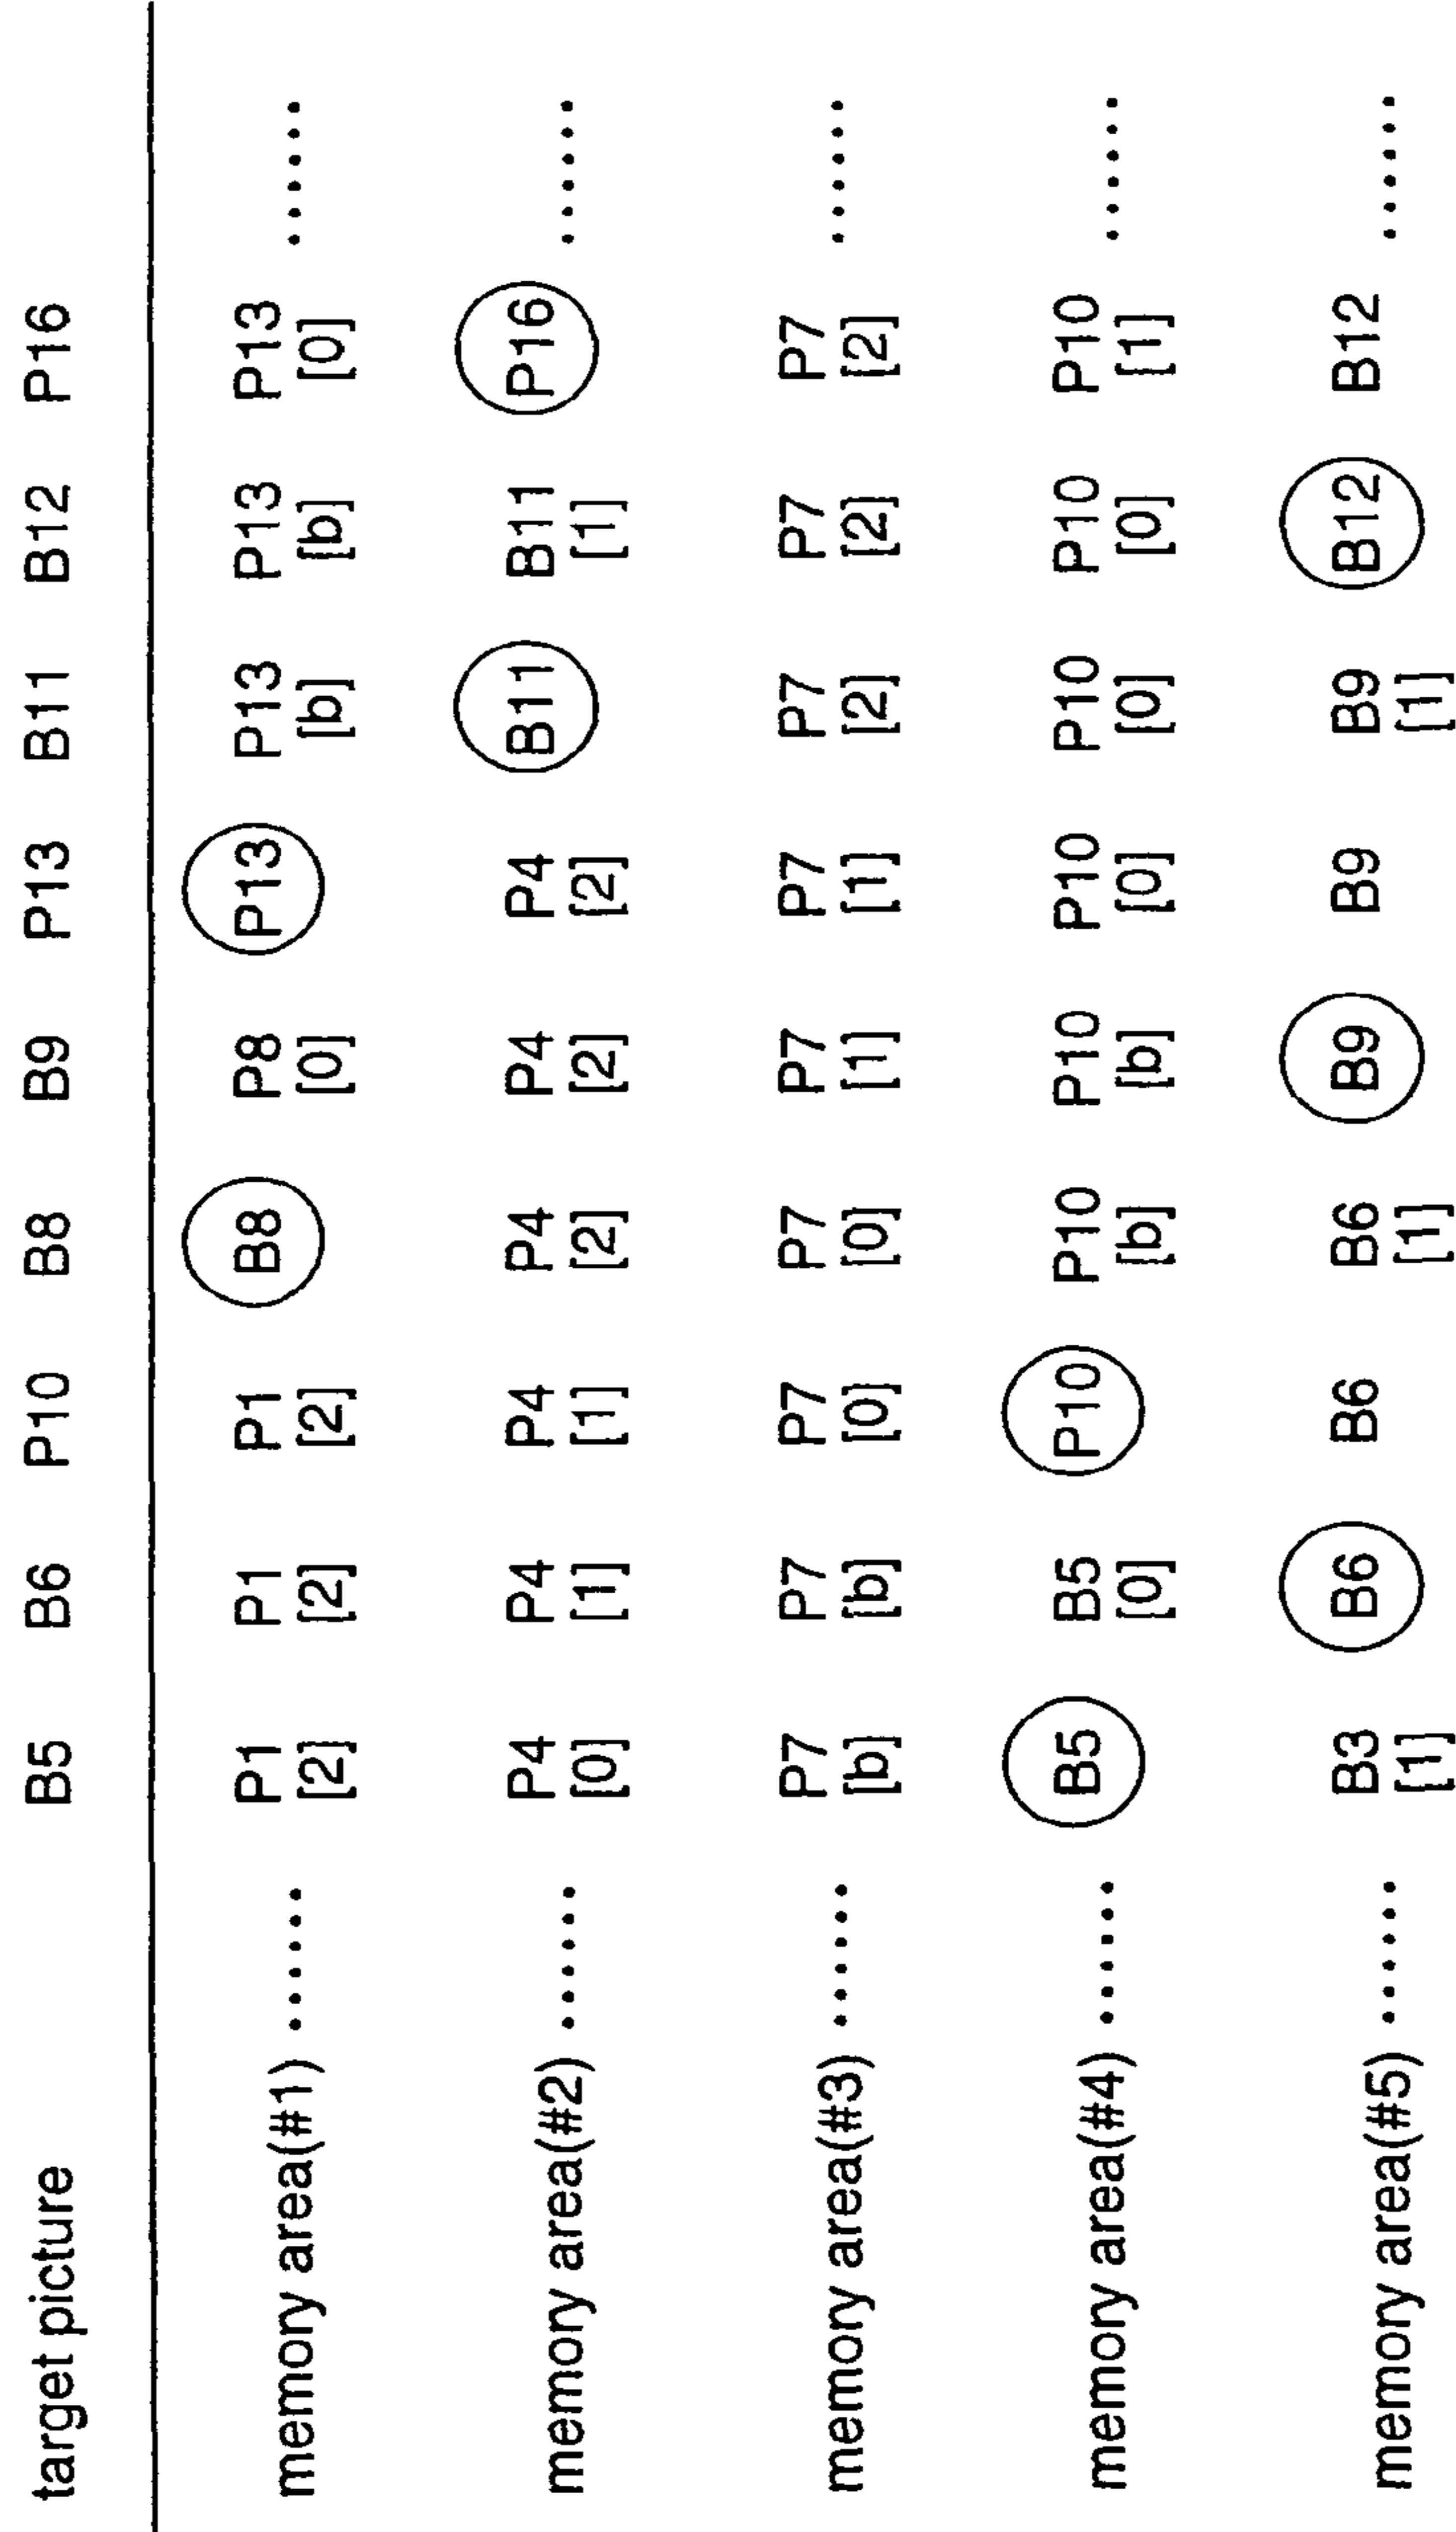 target picture B5 B6 P10 B8 B9 P13 B11 B12 P16
memory area(#1) ...... P1 P1 P1 B8 P8 P13 P13 P13 P13 ......
[2] [2] [2] [0] [b] [b] [0]
memory area(#2) ...... P4 P4 P4 P4 P4 P4 B11 B11 P16 ......
[0] [1] [1] [2] [2] [2] [1]
memory area(#3) ...... P7 P7 P7 P7 P7 P7 P7 P7 P7 ......
[b] [b] [0] [0] [1] [1] [2] [2] [2]
memory area(#4) ...... B5 B5 P10 P10 P10 P10 P10 P10 P10 ......
[0] [b] [b] [0] [0] [0] [1]
memory area(#5) ...... B3 B6 B6 B6 B9 B9 B9 B12 B12 ......
[1] [1] [1]